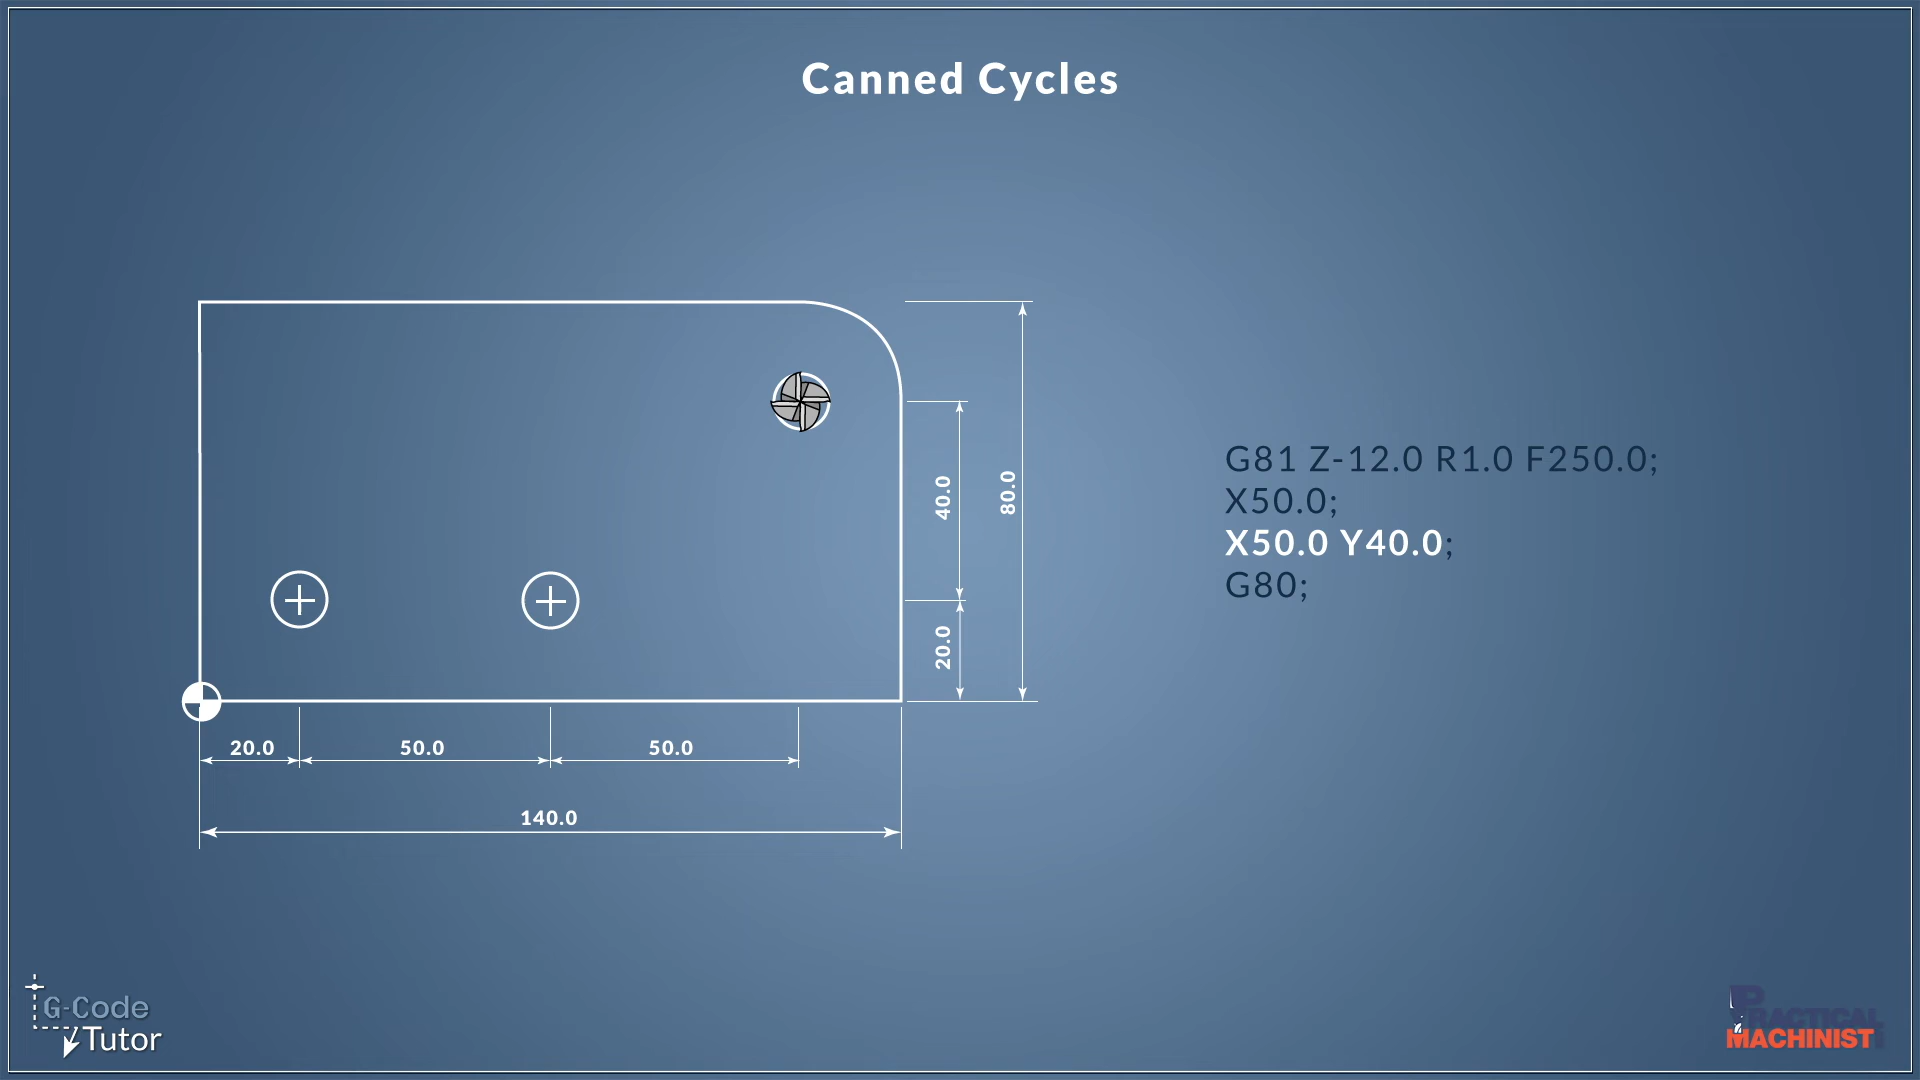 Canned Cycles
40.0
80.0
G81 Z-12.0 R1.0 F250.0;
X50.0;
X50.0 Y40.0;
G80;
20.0
20.0
50.0
50.0
140.0
G-Code
Tutor
PRACTICAL
MACHINIST